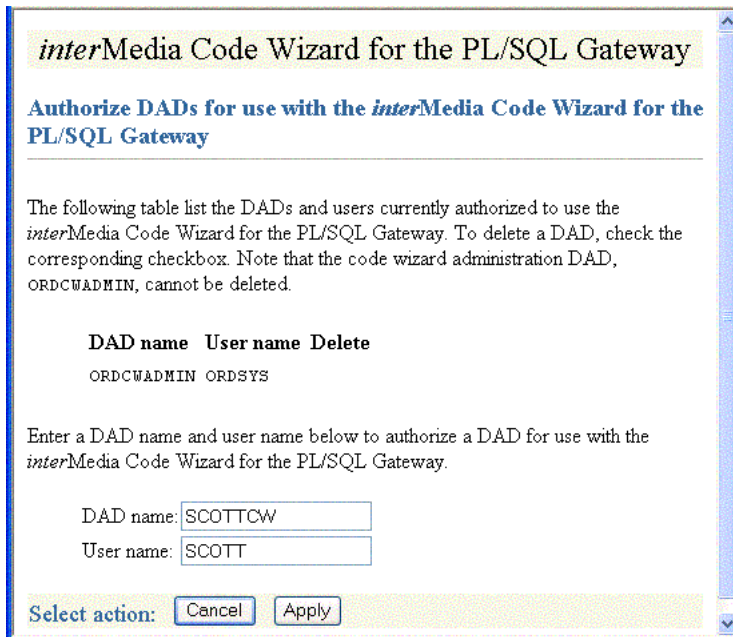 interMedia Code Wizard for the PL/SQL Gateway
Authorize DADs for use with the interMedia Code Wizard for the
PL/SQL Gateway
The following table list the DADs and users currently authorized to use the
interMedia Code Wizard for the PL/SQL Gateway. To delete a DAD, check the
corresponding checkbox. Note that the code wizard administration DAD,
ORDCWADMIN, cannot be deleted.
DAD name User name Delete
ORDCWADMIN ORDSYS
Enter a DAD name and user name below to authorize a DAD for use with the
interMedia Code Wizard for the PL/SQL Gateway.
DAD name: SCOTTCW
User name: SCOTT
Select action: Cancel Apply